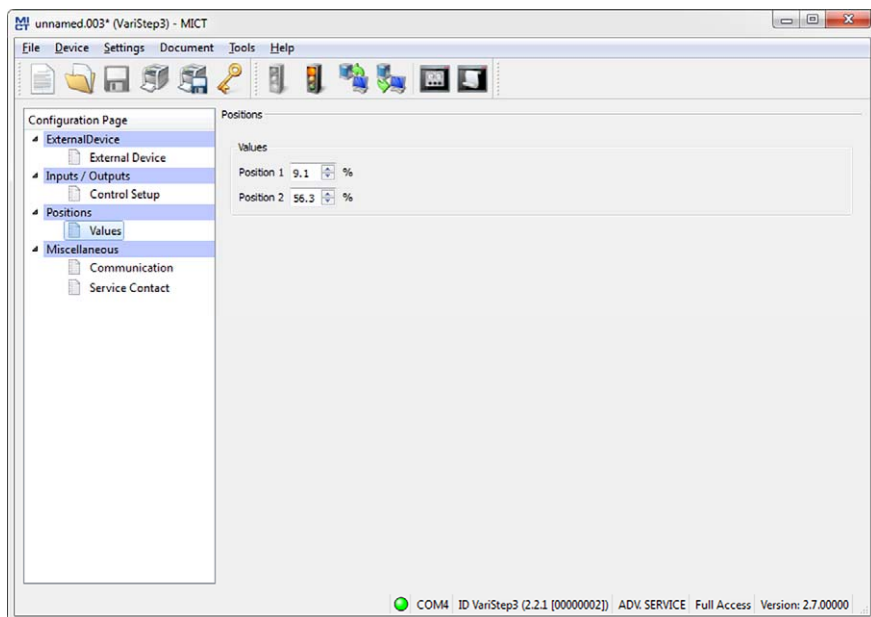 MICT unnamed.003* (VariStep3) - MICT
File Device Settings Document Tools Help
Configuration Page
ExternalDevice
External Device
Inputs / Outputs
Control Setup
Positions
Values
Miscellaneous
Communication
Service Contact
Positions
Values
Position 1 9.1 %
Position 2 56.3 %
COM4 ID VariStep3 (2.2.1 [00000002]) ADV. SERVICE Full Access Version: 2.7.00000